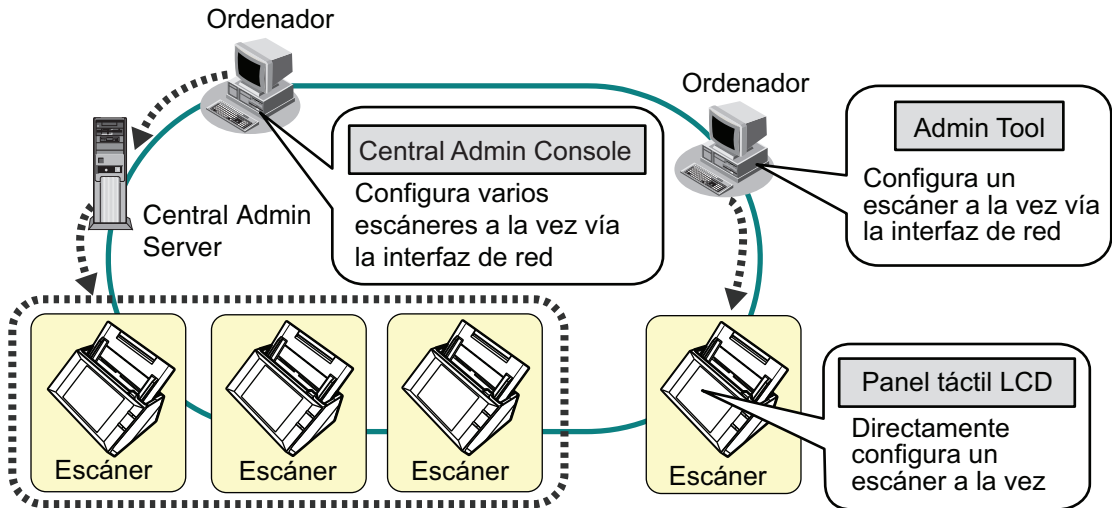 Ordenador
Ordenador
Central Admin Console
Configura varios
escáneres a la vez vía
la interfaz de red
Admin Tool
Configura un
escáner a la vez vía
la interfaz de red
Central Admin
Server
Escáner
Escáner
Escáner
Escáner
Panel táctil LCD
Directamente
configura un
escáner a la vez